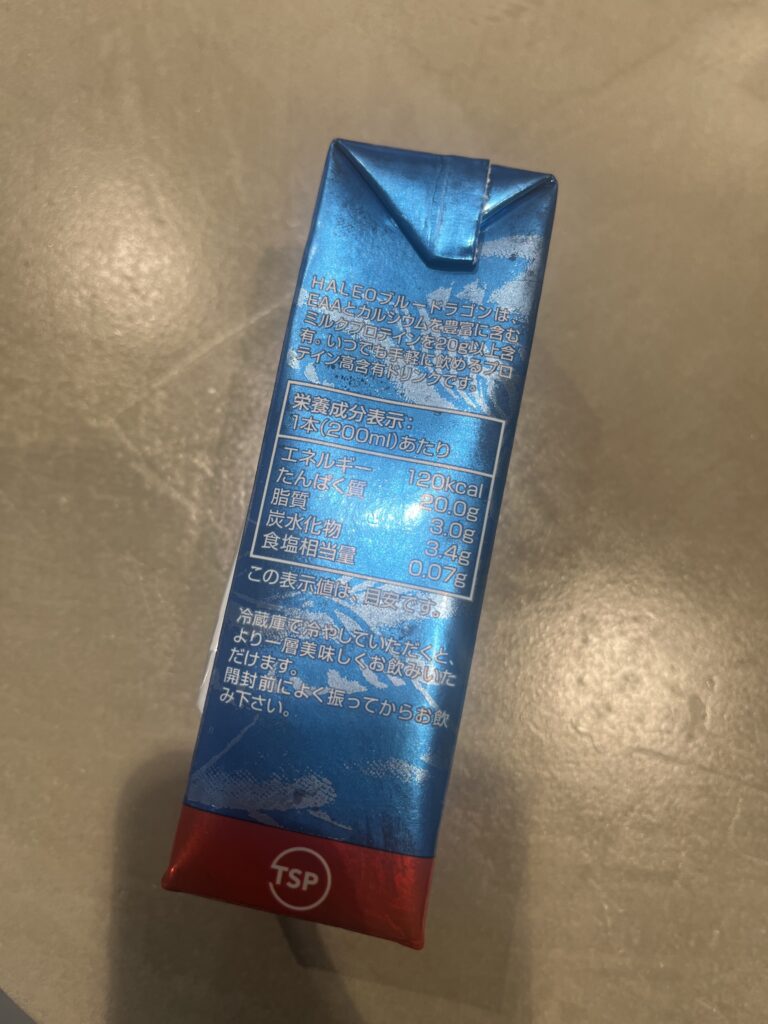 HALEOブルードラゴンは、
EAAとカルシウムを豊富に含む
ミルクプロテインを20g以上含
有。いつでも手軽に飲めるプロ
テイン高含有ドリンクです。
栄養成分表示：
1本(200ml)あたり
エネルギー 120kcal
たんぱく質 20.0g
脂質 3.0g
炭水化物 3.4g
食塩相当量 0.07g
この表示値は、目安です。
冷蔵庫で冷やしていただくと、
より一層美味しくお飲みいた
だけます。
開封前によく振ってからお飲
み下さい。
TSP